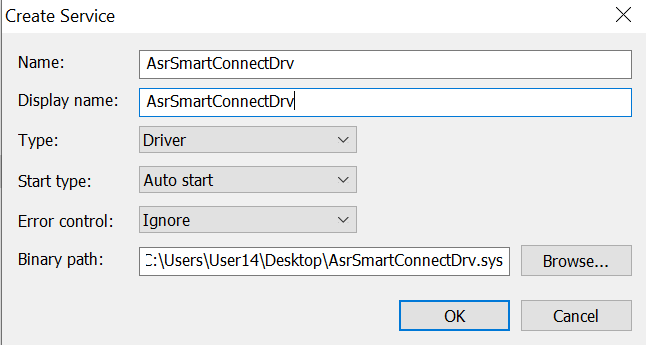 Create Service
Name: AsrSmartConnectDrv
Display name: AsrSmartConnectDrv
Type: Driver
Start type: Auto start
Error control: Ignore
Binary path: C:\Users\User14\Desktop\AsrSmartConnectDrv.sys Browse...
OK Cancel